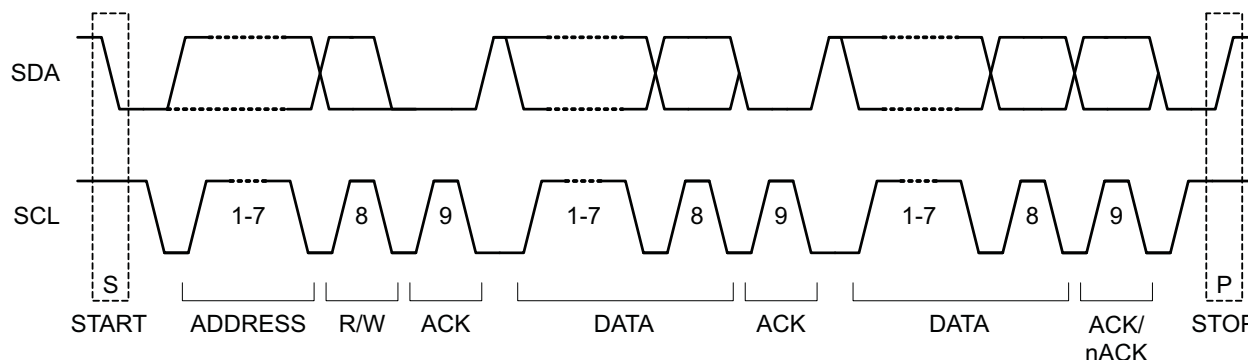 SDA
SCL
1-7 8 9 1-7 8 9 1-7 8 9
S P
START ADDRESS R/W ACK DATA ACK DATA ACK/ STOP
nACK